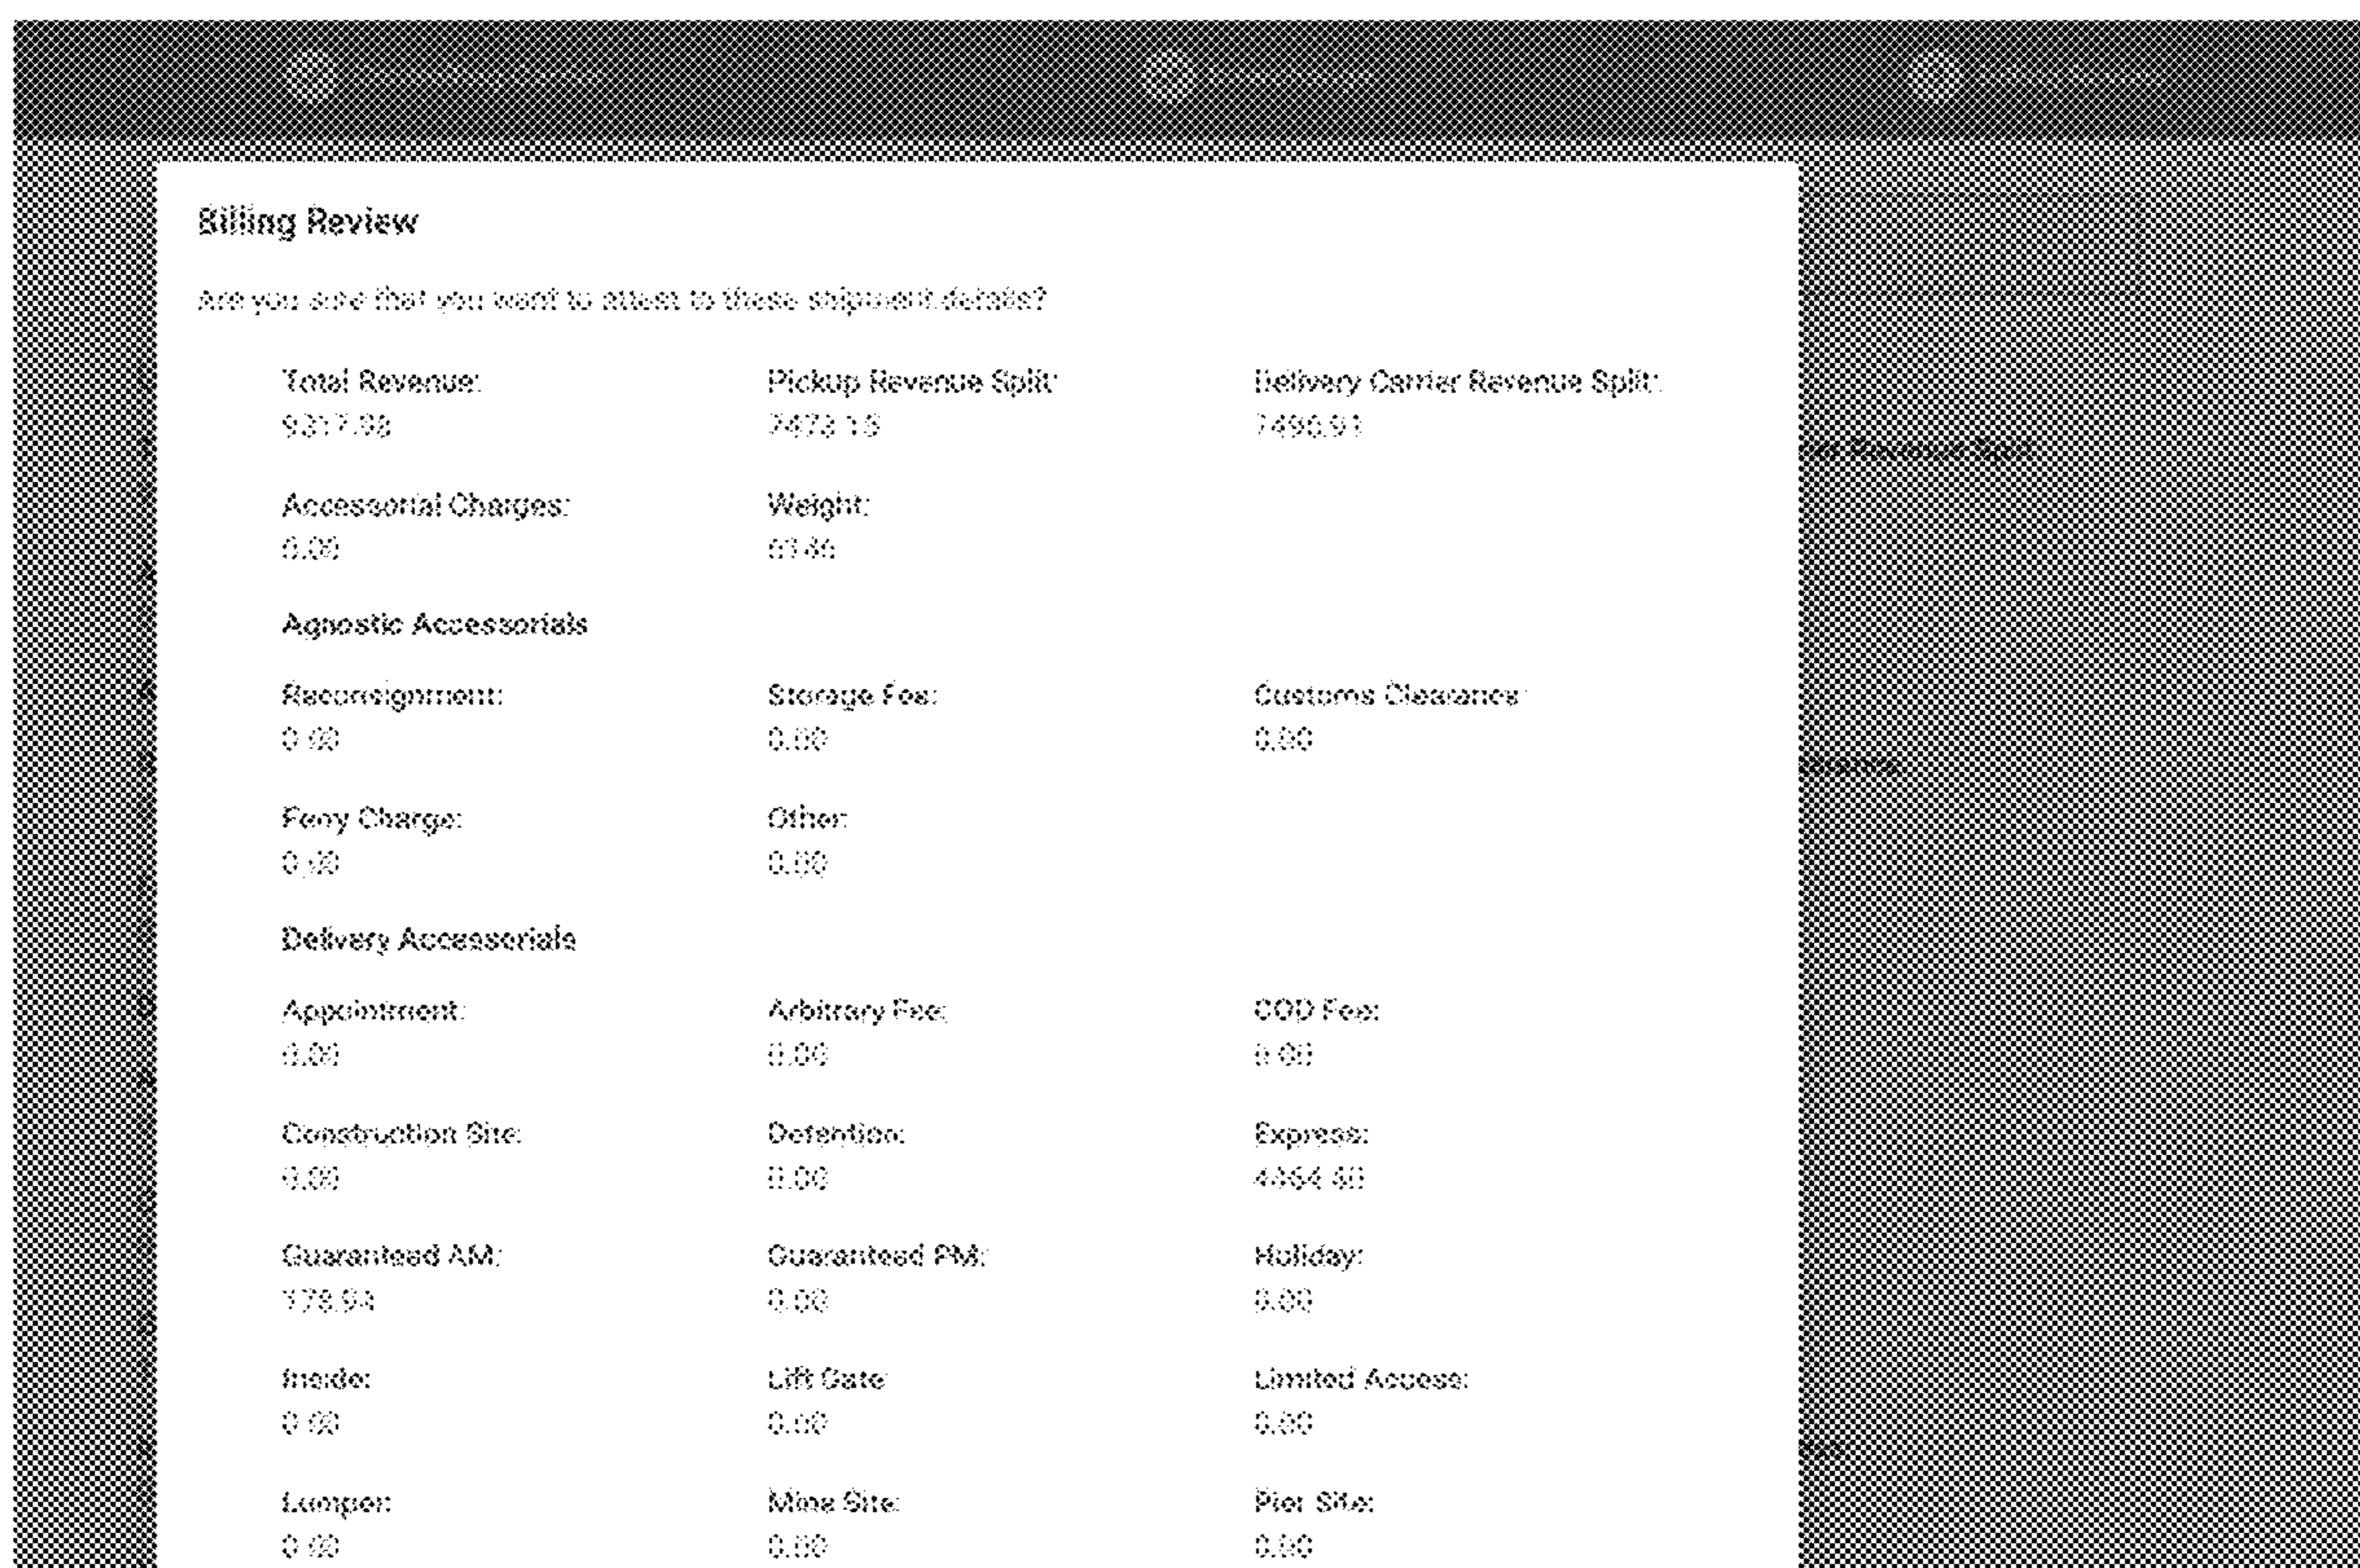 Billing Review
Are you sure that you want to attest to these shipment details?
Total Revenue: Pickup Revenue Split: Delivery Carrier Revenue Split:
7496.91
Accessorial Charges: Weight:
0.00
Agnostic Accessorials
Reconsignment: Storage Fee: Customs Clearance:
0.00 0.00 0.00
Ferry Charge: Other:
0.00 0.00
Delivery Accessorials
Appointment: Arbitrary Fee: COD Fee:
0.00 0.00 0.00
Construction Site: Detention: Express:
0.00 0.00
Guaranteed AM: Guaranteed PM: Holiday:
178.94 0.00 0.00
Inside: Lift Gate: Limited Access:
0.00 0.00 0.00
Lumper: Mine Site: Pier Site:
0.00 0.00 0.00